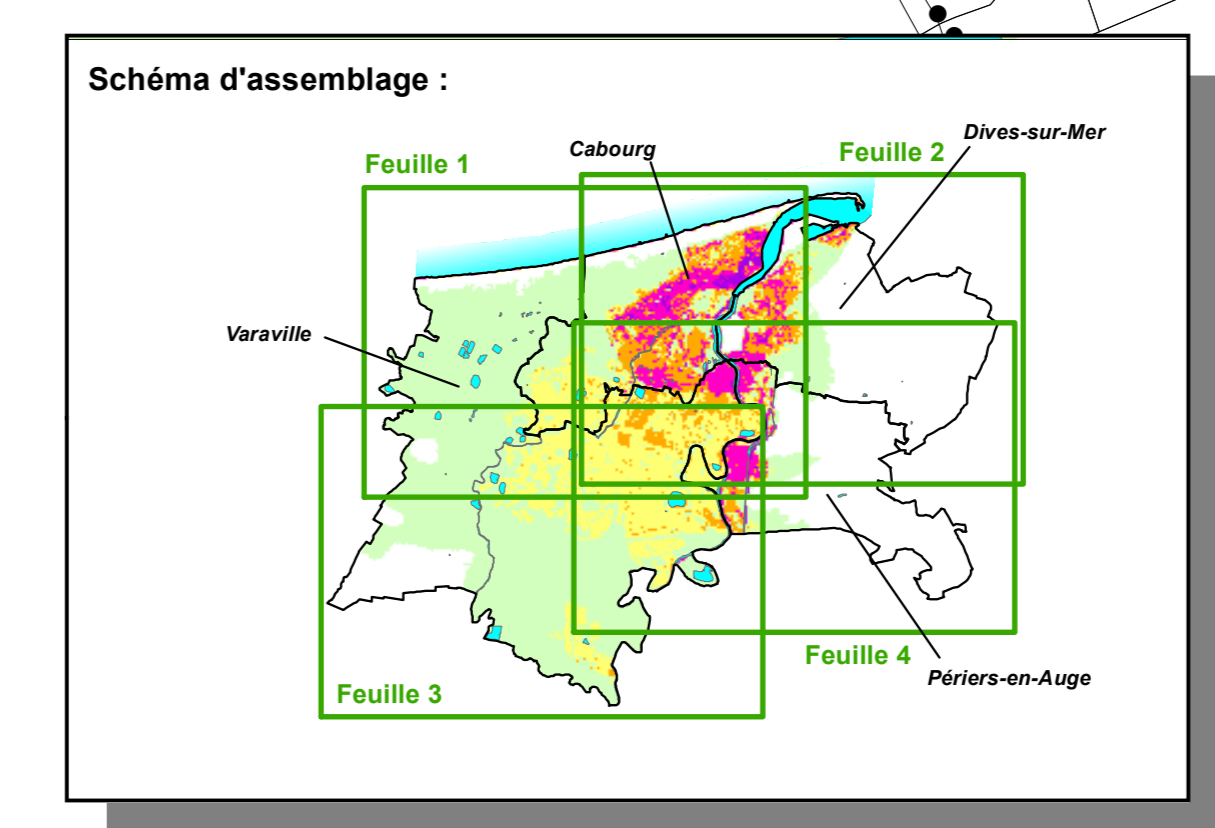 Schéma d'assemblage :
Dives-sur-Mer
Cabourg
Feuille 2
Feuille 1
Varaville
Feuille 4
Périers-en-Auge
Feuille 3